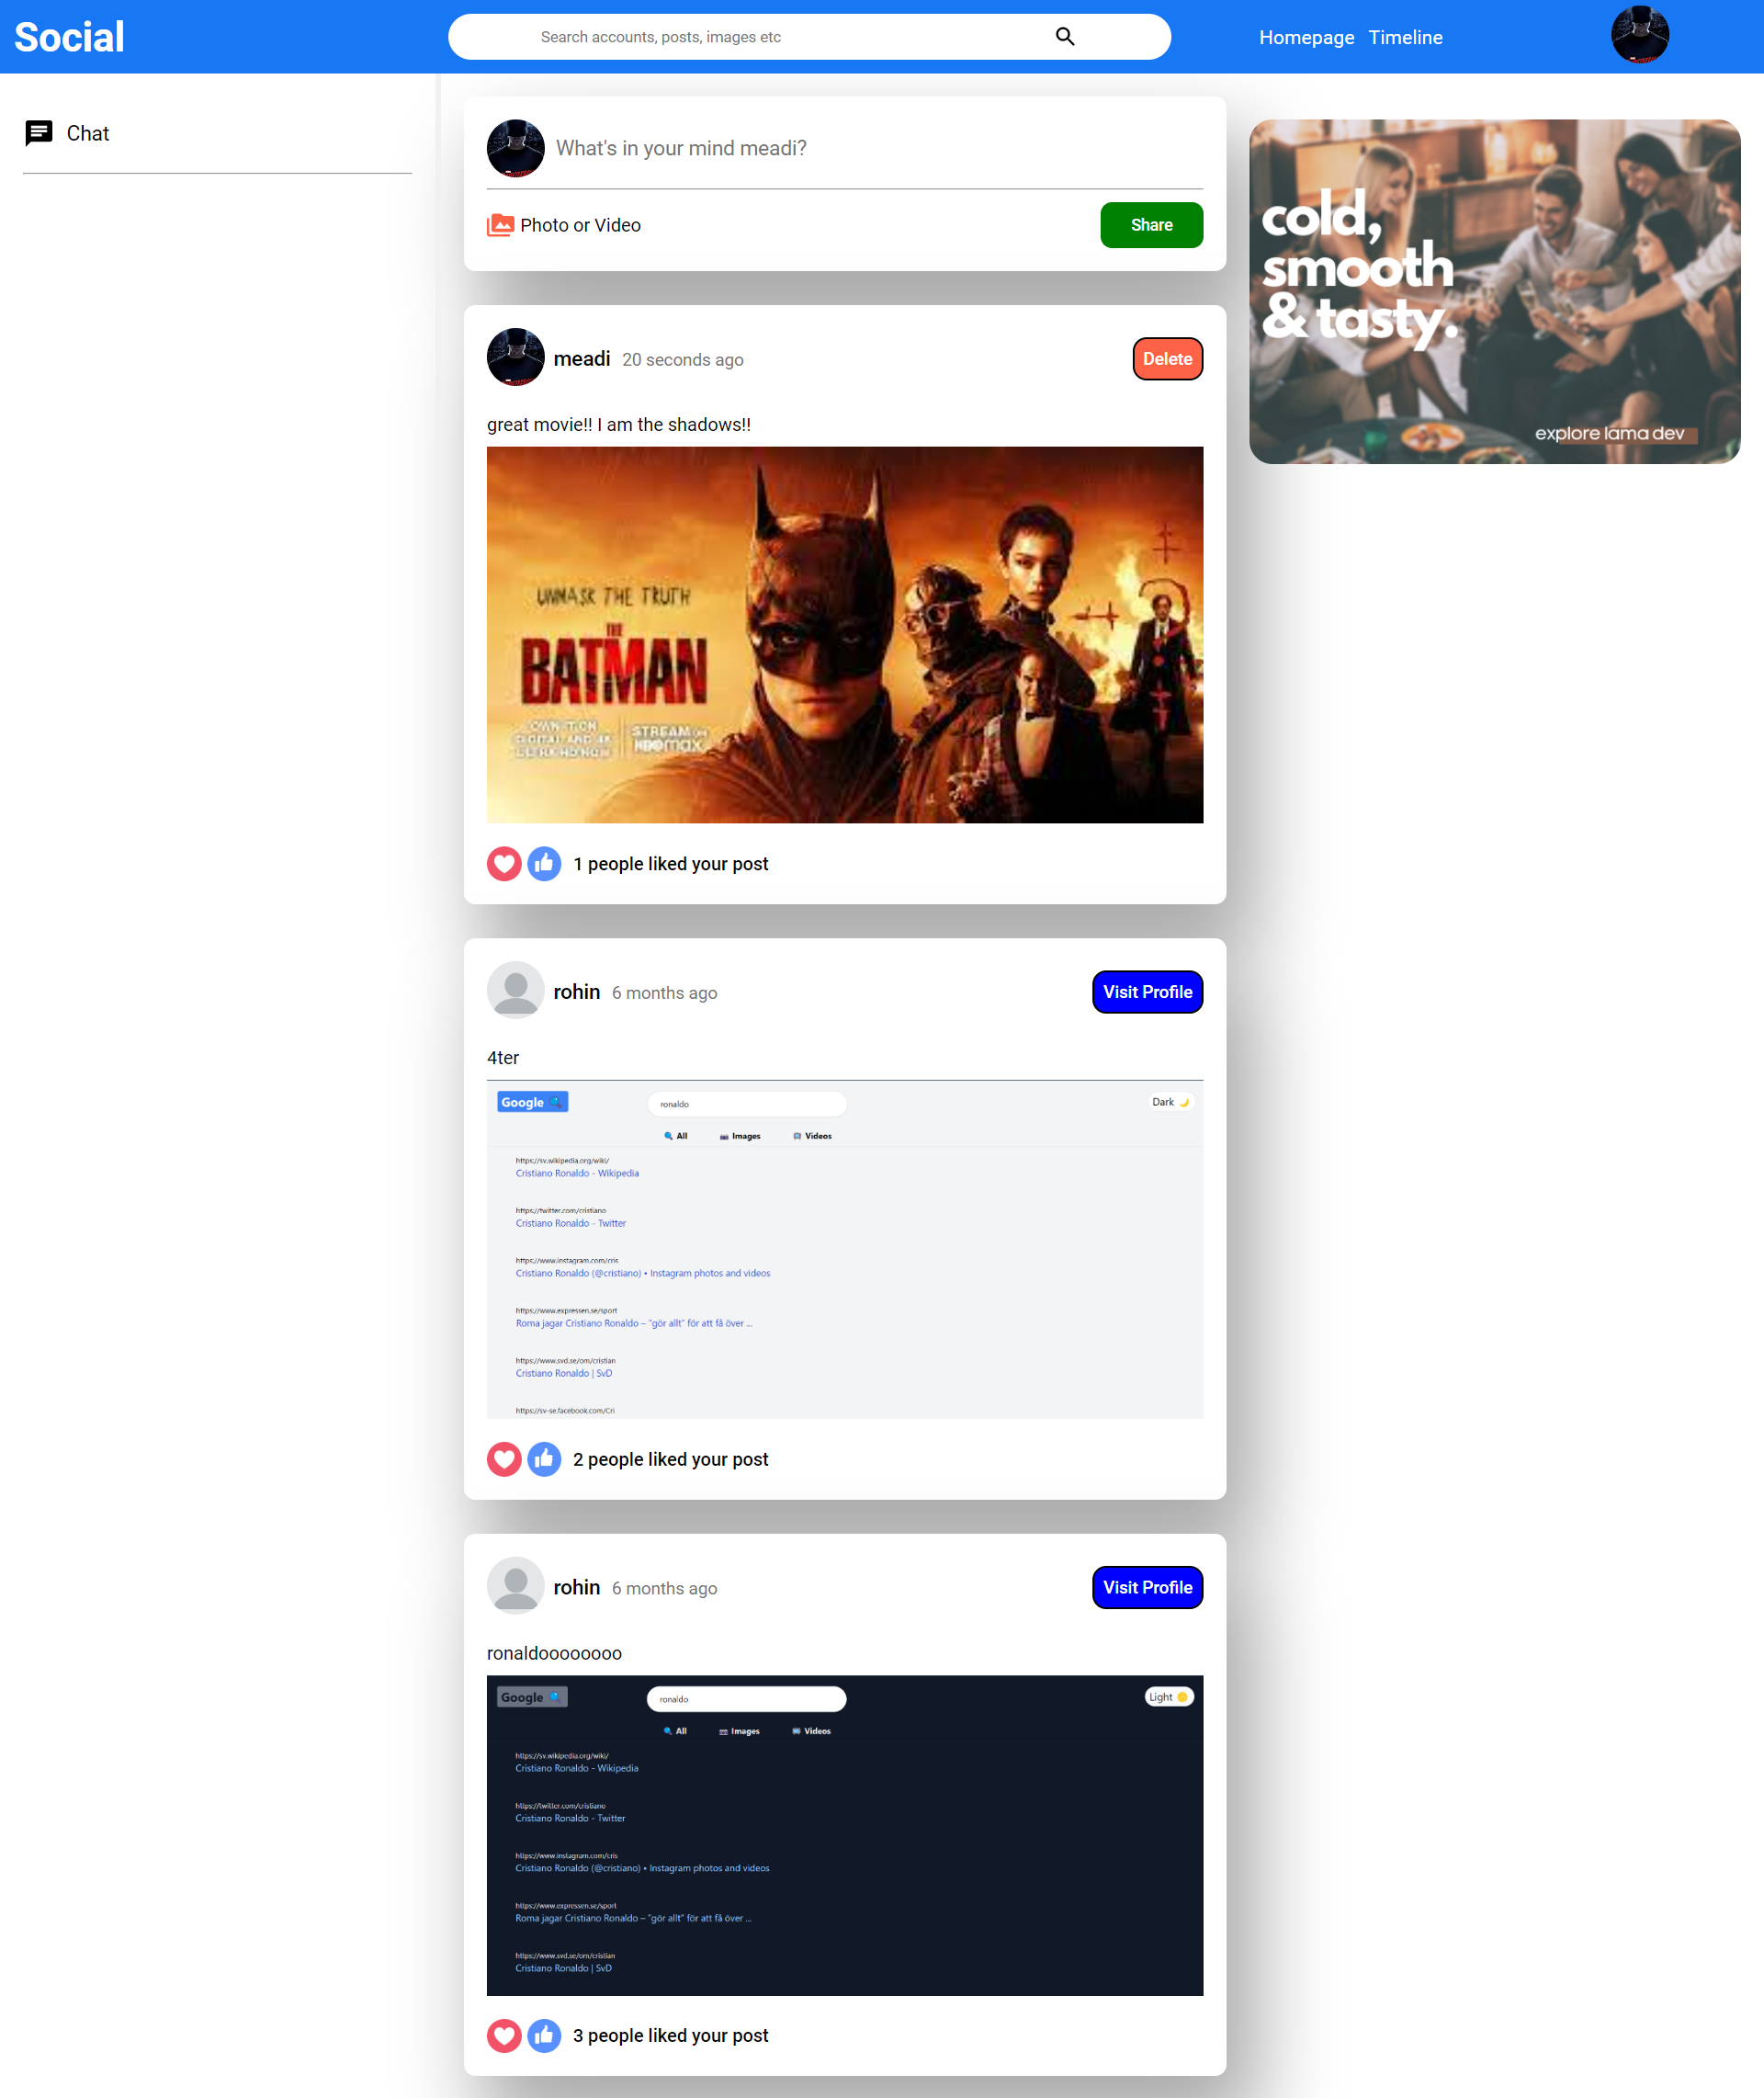 Social
Search accounts, posts, images etc
Homepage Timeline
Chat
What's in your mind meadi?
Photo or Video
Share
cold,
smooth
& tasty.
explore lama dev
meadi 20 seconds ago
Delete
great movie!! I am the shadows!!
UNMASK THE TRUTH
THE
BATMAN
OWN IT ON
DIGITAL AND 4K
ULTRA HD NOW
STREAM ON
HBOmax
1 people liked your post
rohin 6 months ago
Visit Profile
4ter
Google
ronaldo
Dark
All Images Videos
https://sv.wikipedia.org/wiki/
Cristiano Ronaldo - Wikipedia
https://twitter.com/cristiano
Cristiano Ronaldo - Twitter
https://www.instagram.com/cris
Cristiano Ronaldo (@cristiano) • Instagram photos and videos
https://www.expressen.se/sport
Roma jagar Cristiano Ronaldo – "gör allt" för att få över ...
https://www.svd.se/om/cristian
Cristiano Ronaldo | SvD
https://sv-se.facebook.com/Cri
2 people liked your post
rohin 6 months ago
Visit Profile
ronaldoooooooo
Google
ronaldo
Light
All Images Videos
https://sv.wikipedia.org/wiki/
Cristiano Ronaldo - Wikipedia
https://twitter.com/cristiano
Cristiano Ronaldo - Twitter
https://www.instagram.com/cris
Cristiano Ronaldo (@cristiano) • Instagram photos and videos
https://www.expressen.se/sport
Roma jagar Cristiano Ronaldo – "gör allt" för att få över ...
https://www.svd.se/om/cristian
Cristiano Ronaldo | SvD
3 people liked your post